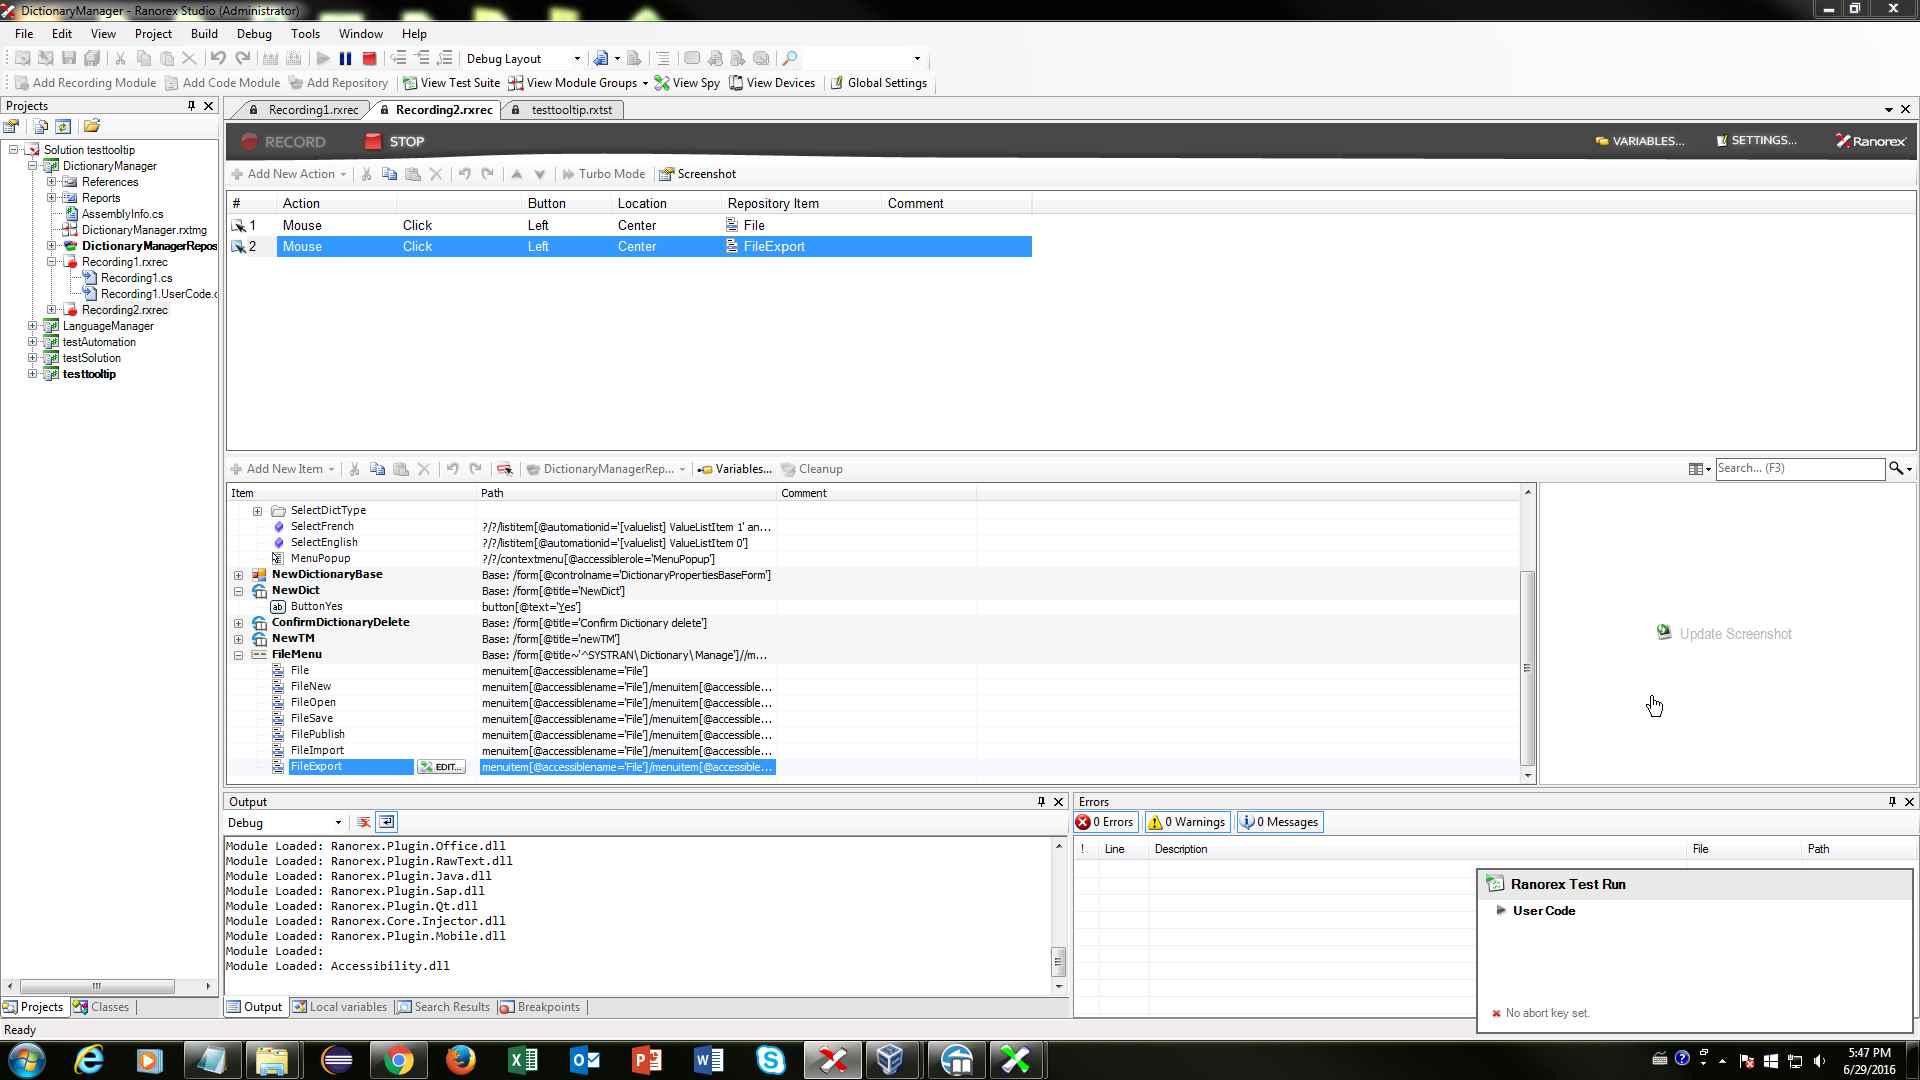 DictionaryManager - Ranorex Studio (Administrator)
File Edit View Project Build Debug Tools Window Help
Debug Layout
Add Recording Module Add Code Module Add Repository View Test Suite View Module Groups View Spy View Devices Global Settings
Projects
Recording1.rxrec Recording2.rxrec testtooltip.rxtst
RECORD STOP VARIABLES... SETTINGS... Ranorex
Add New Action Turbo Mode Screenshot
Solution testtooltip
DictionaryManager
References
Reports
AssemblyInfo.cs
DictionaryManager.rxtmg
DictionaryManagerRepos
Recording1.rxrec
Recording1.cs
Recording1.UserCode.c
Recording2.rxrec
LanguageManager
testAutomation
testSolution
testtooltip
# Action Button Location Repository Item Comment
1 Mouse Click Left Center File
2 Mouse Click Left Center FileExport
Add New Item DictionaryManagerRep... Variables... Cleanup Search... (F3)
Item Path Comment
SelectDictType
SelectFrench ?/?/listitem[@automationid='[valuelist] ValueListItem 1' an...
SelectEnglish ?/?/listitem[@automationid='[valuelist] ValueListItem 0']
MenuPopup ?/?/contextmenu[@accessiblerole='MenuPopup']
NewDictionaryBase Base: /form[@controlname='DictionaryPropertiesBaseForm']
NewDict Base: /form[@title='NewDict']
ab ButtonYes button[@text='Yes']
ConfirmDictionaryDelete Base: /form[@title='Confirm Dictionary delete']
NewTM Base: /form[@title='newTM']
FileMenu Base: /form[@title~'^SYSTRAN\ Dictionary\ Manage']//m...
File menuitem[@accessiblename='File']
FileNew menuitem[@accessiblename='File']/menuitem[@accessible...
FileOpen menuitem[@accessiblename='File']/menuitem[@accessible...
FileSave menuitem[@accessiblename='File']/menuitem[@accessible...
FilePublish menuitem[@accessiblename='File']/menuitem[@accessible...
FileImport menuitem[@accessiblename='File']/menuitem[@accessible...
FileExport EDIT... menuitem[@accessiblename='File']/menuitem[@accessible...
Update Screenshot
Output
Debug
Module Loaded: Ranorex.Plugin.Office.dll
Module Loaded: Ranorex.Plugin.RawText.dll
Module Loaded: Ranorex.Plugin.Java.dll
Module Loaded: Ranorex.Plugin.Sap.dll
Module Loaded: Ranorex.Plugin.Qt.dll
Module Loaded: Ranorex.Core.Injector.dll
Module Loaded: Ranorex.Plugin.Mobile.dll
Module Loaded:
Module Loaded: Accessibility.dll
Errors
0 Errors 0 Warnings 0 Messages
! Line Description File Path
Ranorex Test Run
User Code
No abort key set.
Projects Classes
Output Local variables Search Results Breakpoints
Ready
5:47 PM
6/29/2016